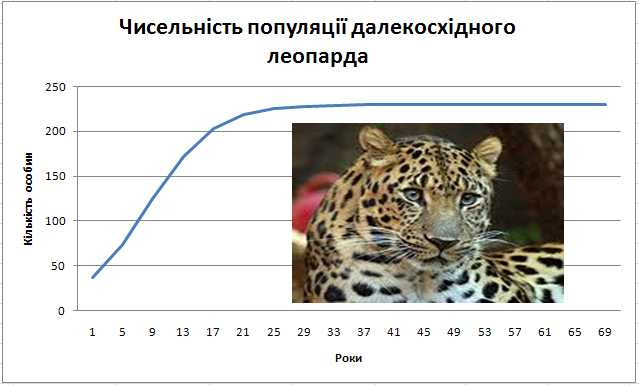 Чисельність популяції далекосхідного
леопарда
250
200
150
100
50
0
Кількість особин
1 5 9 13 17 21 25 29 33 37 41 45 49 53 57 61 65 69
Роки